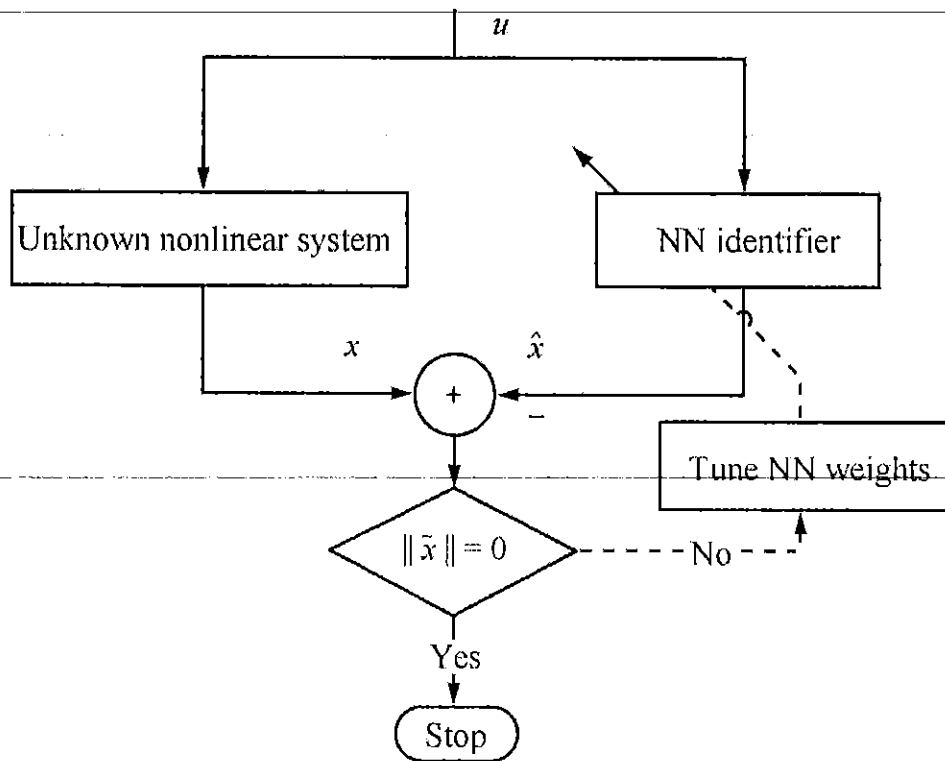 u
Unknown nonlinear system
NN identifier
x
x̂
+
−
Tune NN weights
‖ x̃ ‖ = 0
No
Yes
Stop